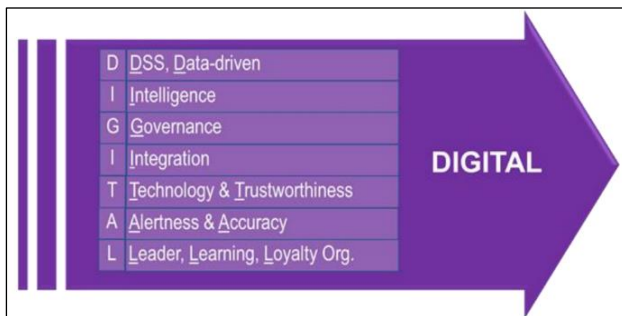 D DSS, Data-driven
I Intelligence
G Governance
I Integration
T Technology & Trustworthiness
A Alertness & Accuracy
L Leader, Learning, Loyalty Org.
DIGITAL